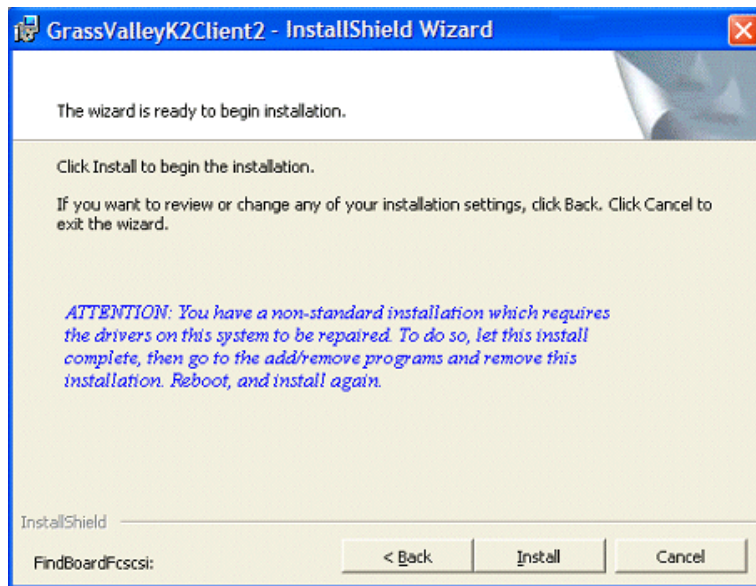 GrassValleyK2Client2 - InstallShield Wizard
The wizard is ready to begin installation.
Click Install to begin the installation.
If you want to review or change any of your installation settings, click Back. Click Cancel to
exit the wizard.
ATTENTION: You have a non-standard installation which requires
the drivers on this system to be repaired. To do so, let this install
complete, then go to the add/remove programs and remove this
installation. Reboot, and install again.
InstallShield
FindBoardFcscsi:
< Back
Install
Cancel